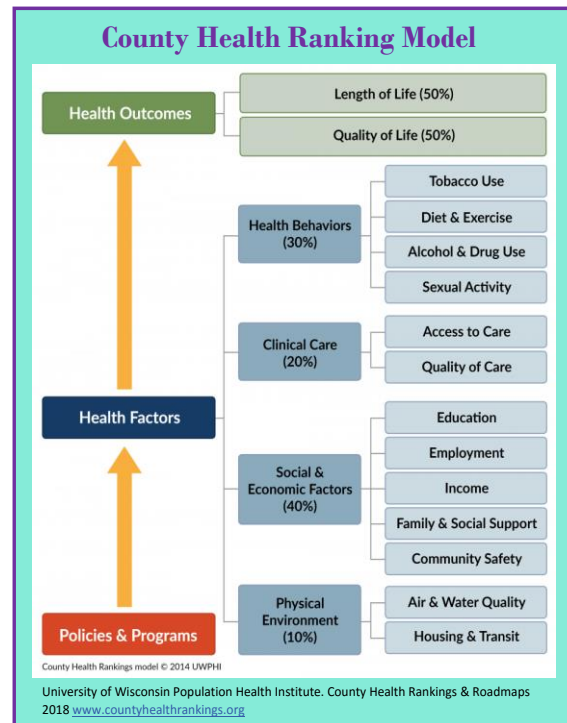 County Health Ranking Model
Health Outcomes
Length of Life (50%)
Quality of Life (50%)
Health Behaviors
(30%)
Tobacco Use
Diet & Exercise
Alcohol & Drug Use
Sexual Activity
Clinical Care
(20%)
Access to Care
Quality of Care
Health Factors
Social &
Economic Factors
(40%)
Education
Employment
Income
Family & Social Support
Community Safety
Physical
Environment
(10%)
Air & Water Quality
Housing & Transit
Policies & Programs
County Health Rankings model © 2014 UWPHI
University of Wisconsin Population Health Institute. County Health Rankings & Roadmaps
2018 www.countyhealthrankings.org